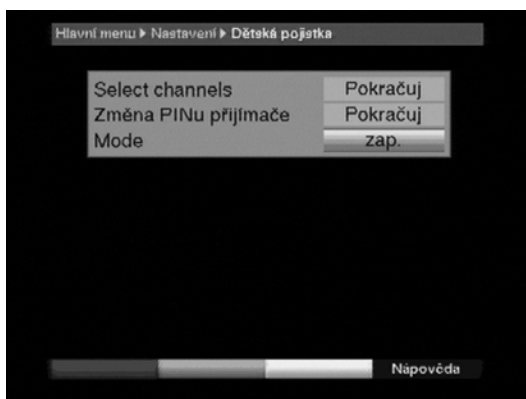 Hlavní menu ▶ Nastavení ▶ Dětská pojistka
Select channels Pokračuj
Změna PINu přijímače Pokračuj
Mode zap.
Nápověda